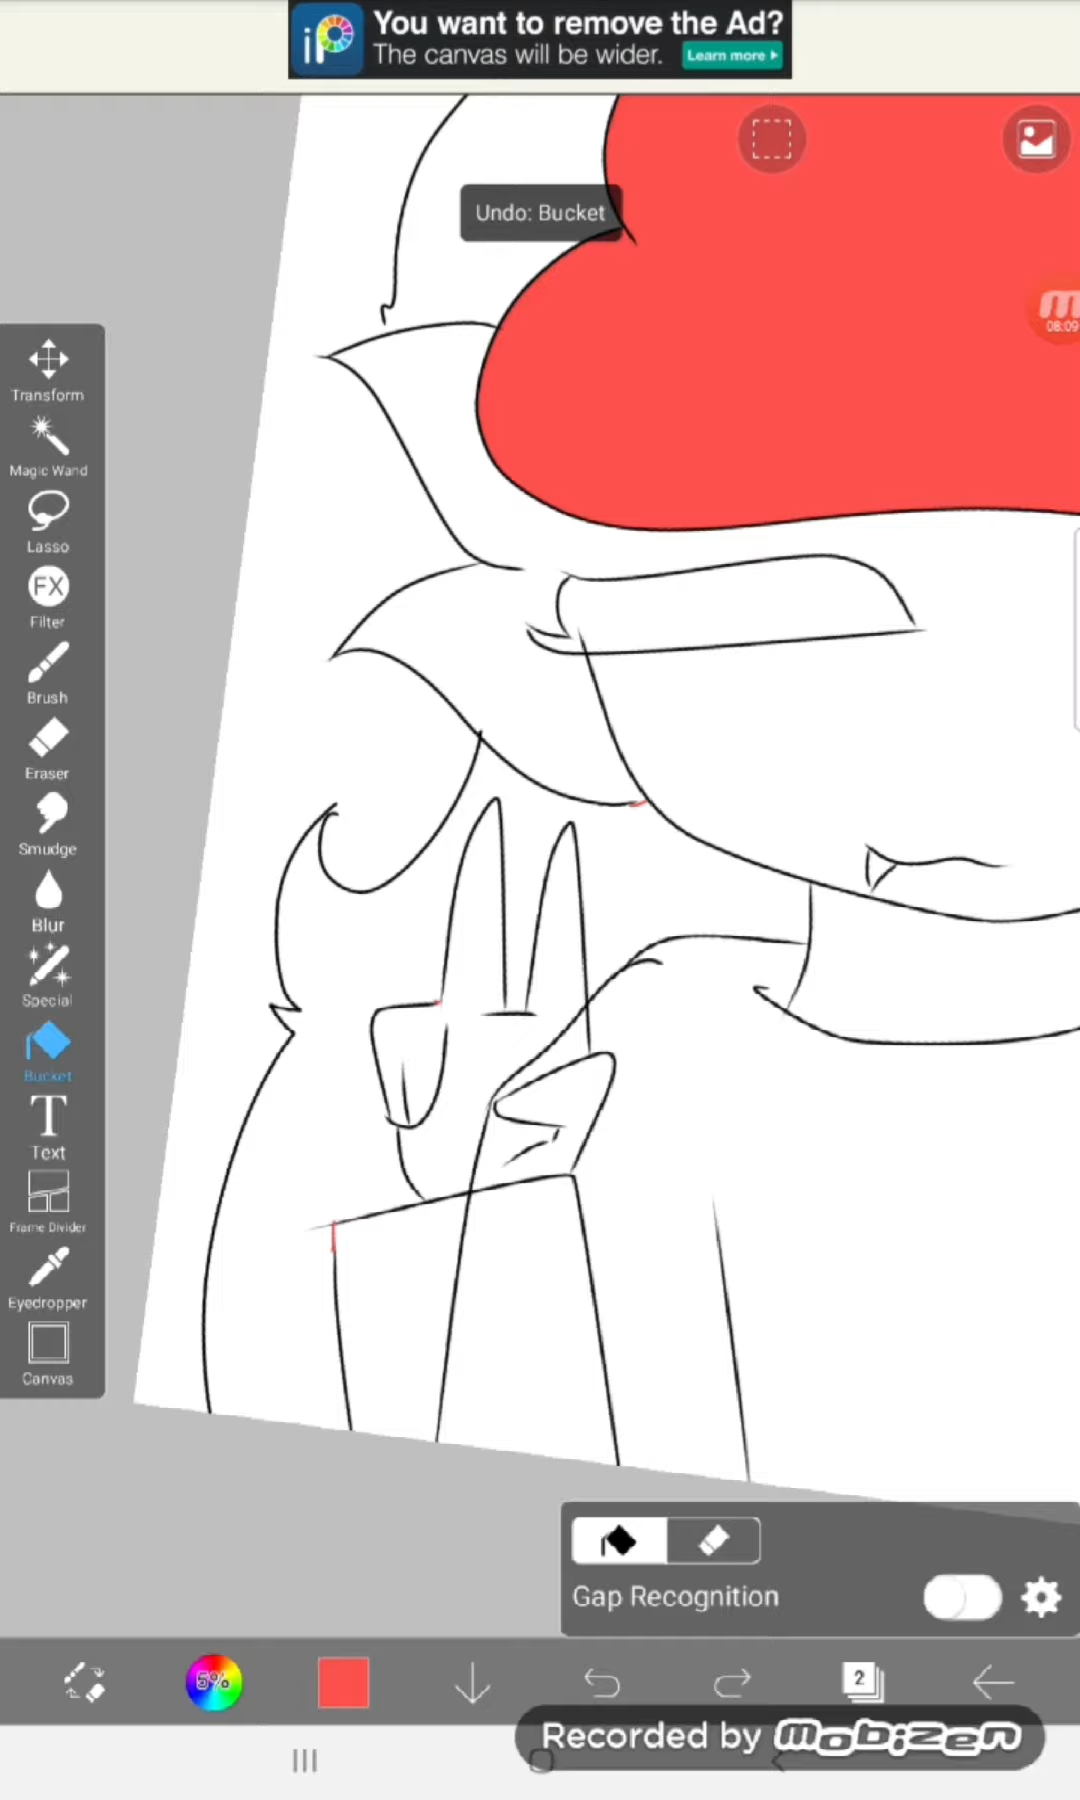 iP
You want to remove the Ad?
The canvas will be wider.
Learn more
Undo: Bucket
08:09
Transform
Magic Wand
Lasso
FX
Filter
Brush
Eraser
Smudge
Blur
Special
Bucket
T
Text
Frame Divider
Eyedropper
Canvas
Gap Recognition
5%
2
Recorded by mobizen